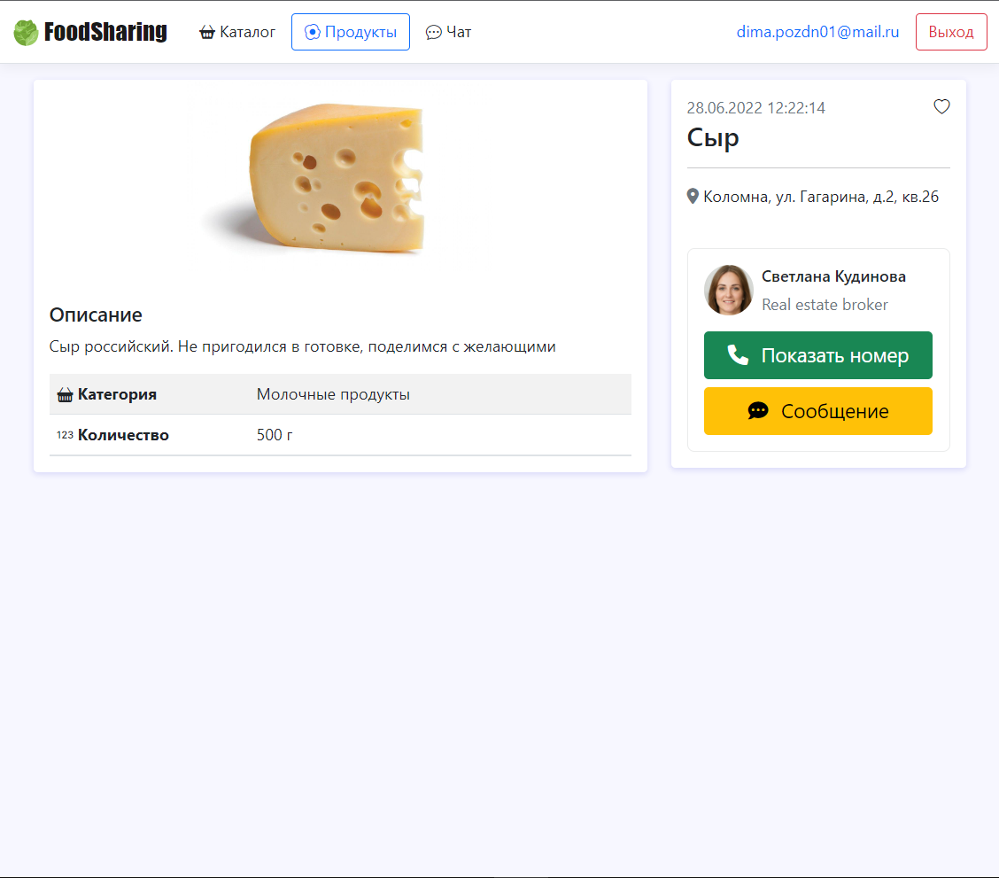 FoodSharing Каталог Продукты Чат dima.pozdn01@mail.ru Выход
28.06.2022 12:22:14
Сыр
Коломна, ул. Гагарина, д.2, кв.26
Светлана Кудинова
Real estate broker
Показать номер
Сообщение
Описание
Сыр российский. Не пригодился в готовке, поделимся с желающими
Категория Молочные продукты
123 Количество 500 г